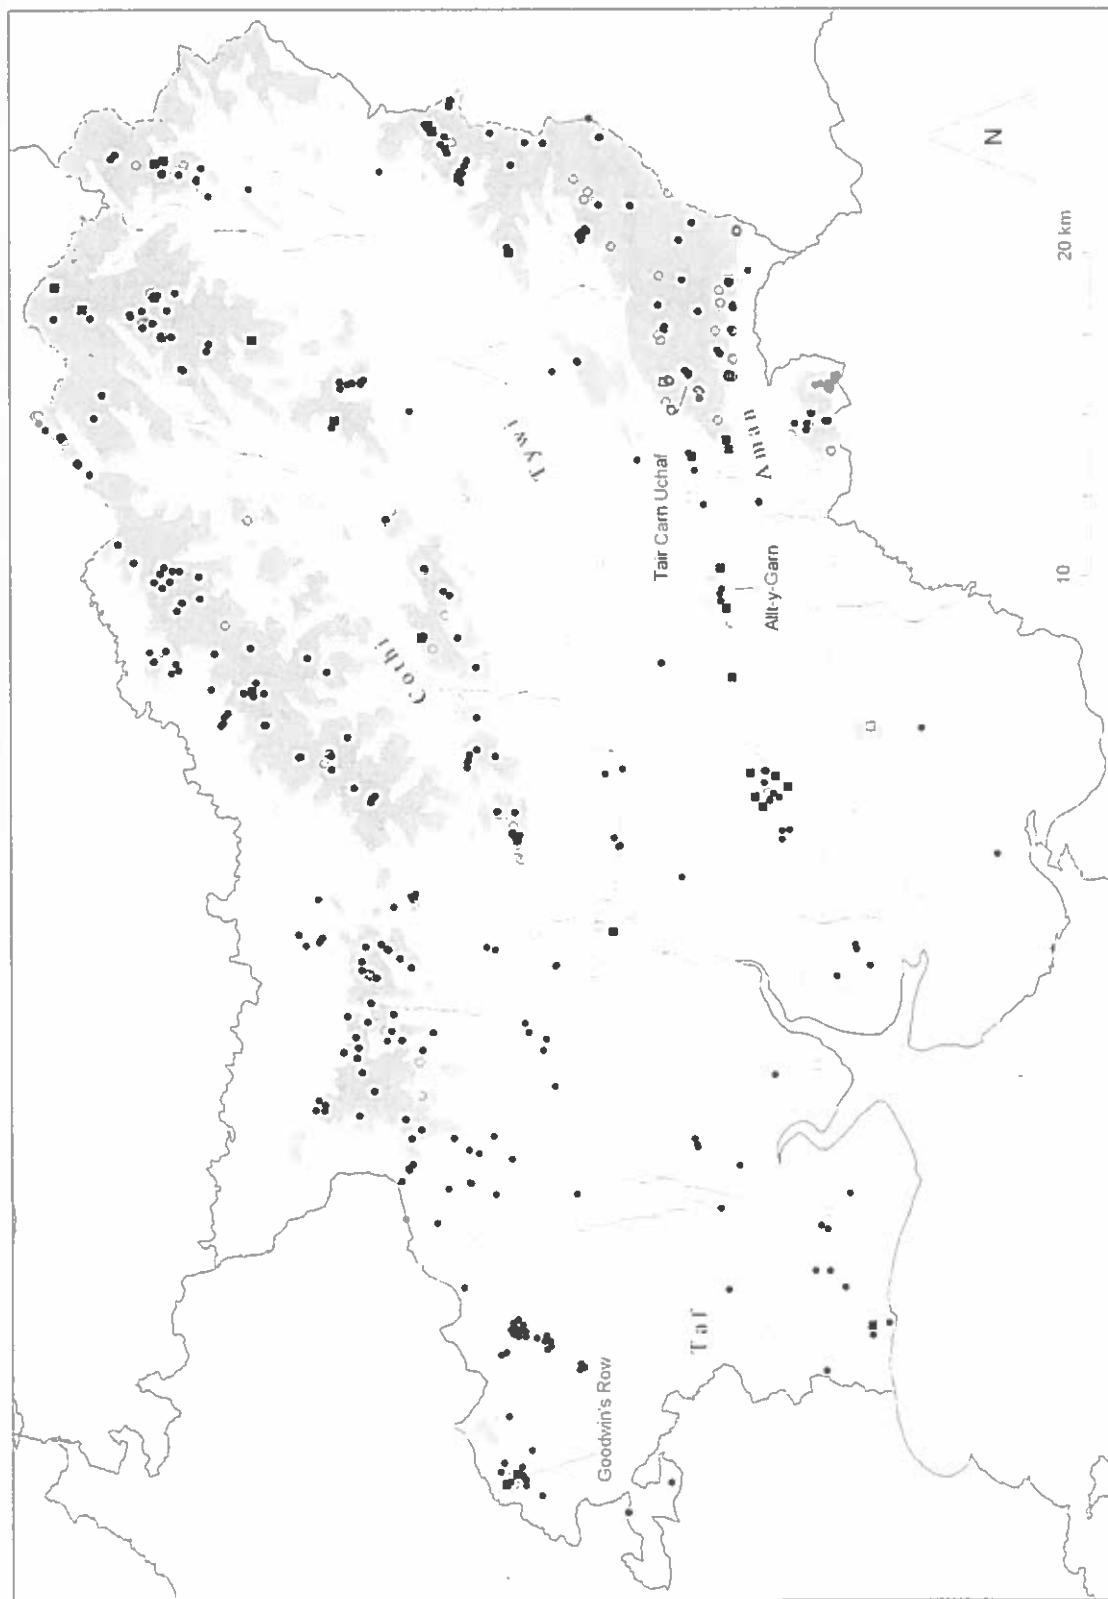 N
20 km
10
Tywi
Aman
Tair Carn Uchaf
Allt-y-Garn
Cothi
Taf
Goodwin's Row